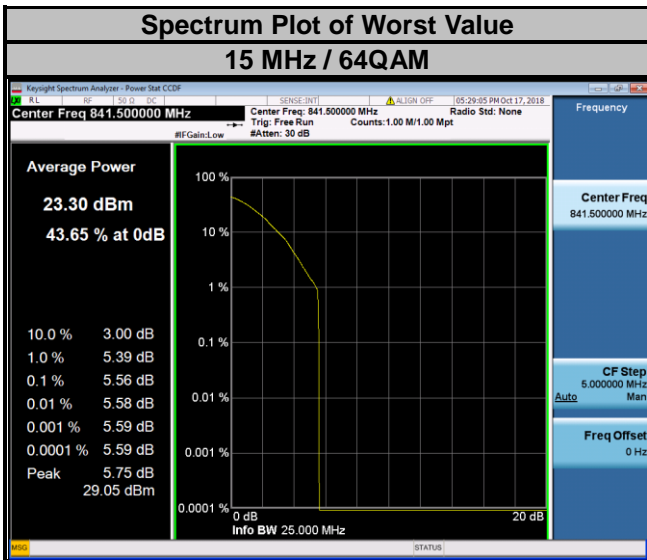 Spectrum Plot of Worst Value
15 MHz / 64QAM
Keysight Spectrum Analyzer - Power Stat CCDF
RL RF 50 Ω DC SENSE:INT ALIGN OFF 05:29:05 PM Oct 17, 2018
Center Freq 841.500000 MHz
Center Freq: 841.500000 MHz Radio Std: None
Trig: Free Run Counts:1.00 M/1.00 Mpt
#IFGain:Low #Atten: 30 dB
Frequency
Average Power
23.30 dBm
43.65 % at 0dB
10.0 % 3.00 dB
1.0 % 5.39 dB
0.1 % 5.56 dB
0.01 % 5.58 dB
0.001 % 5.59 dB
0.0001 % 5.59 dB
Peak 5.75 dB
29.05 dBm
100 %
10 %
1 %
0.1 %
0.01 %
0.001 %
0.0001 %
0 dB 20 dB
Info BW 25.000 MHz
Center Freq
841.500000 MHz
CF Step
5.000000 MHz
Auto Man
Freq Offset
0 Hz
MSG STATUS